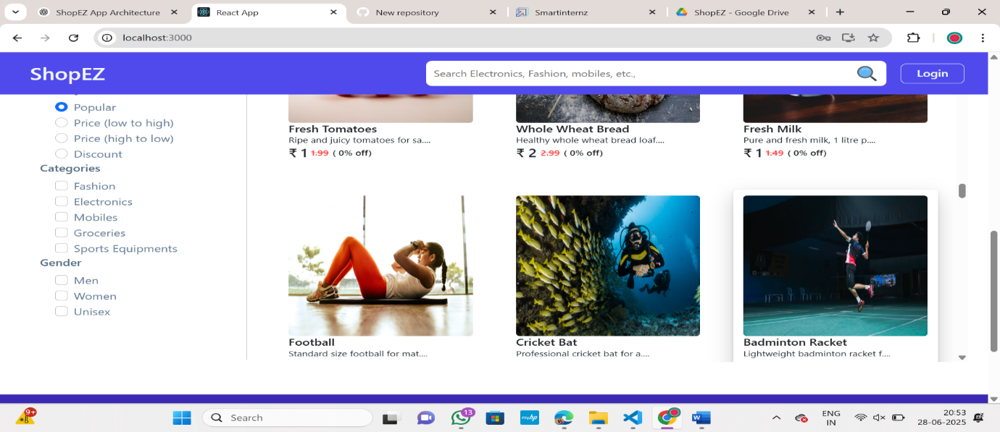 ShopEZ App Architecture
React App
New repository
Smartinternz
ShopEZ - Google Drive
localhost:3000
ShopEZ
Search Electronics, Fashion, mobiles, etc.,
Login
Popular
Price (low to high)
Price (high to low)
Discount
Categories
Fashion
Electronics
Mobiles
Groceries
Sports Equipments
Gender
Men
Women
Unisex
Fresh Tomatoes
Ripe and juicy tomatoes for sa....
₹ 1 1.99 ( 0% off)
Whole Wheat Bread
Healthy whole wheat bread loaf....
₹ 2 2.99 ( 0% off)
Fresh Milk
Pure and fresh milk, 1 litre p....
₹ 1 1.49 ( 0% off)
Football
Standard size football for mat....
Cricket Bat
Professional cricket bat for a....
Badminton Racket
Lightweight badminton racket f....
9+
Search
13
myhp
W
ENG
IN
20:53
28-06-2025